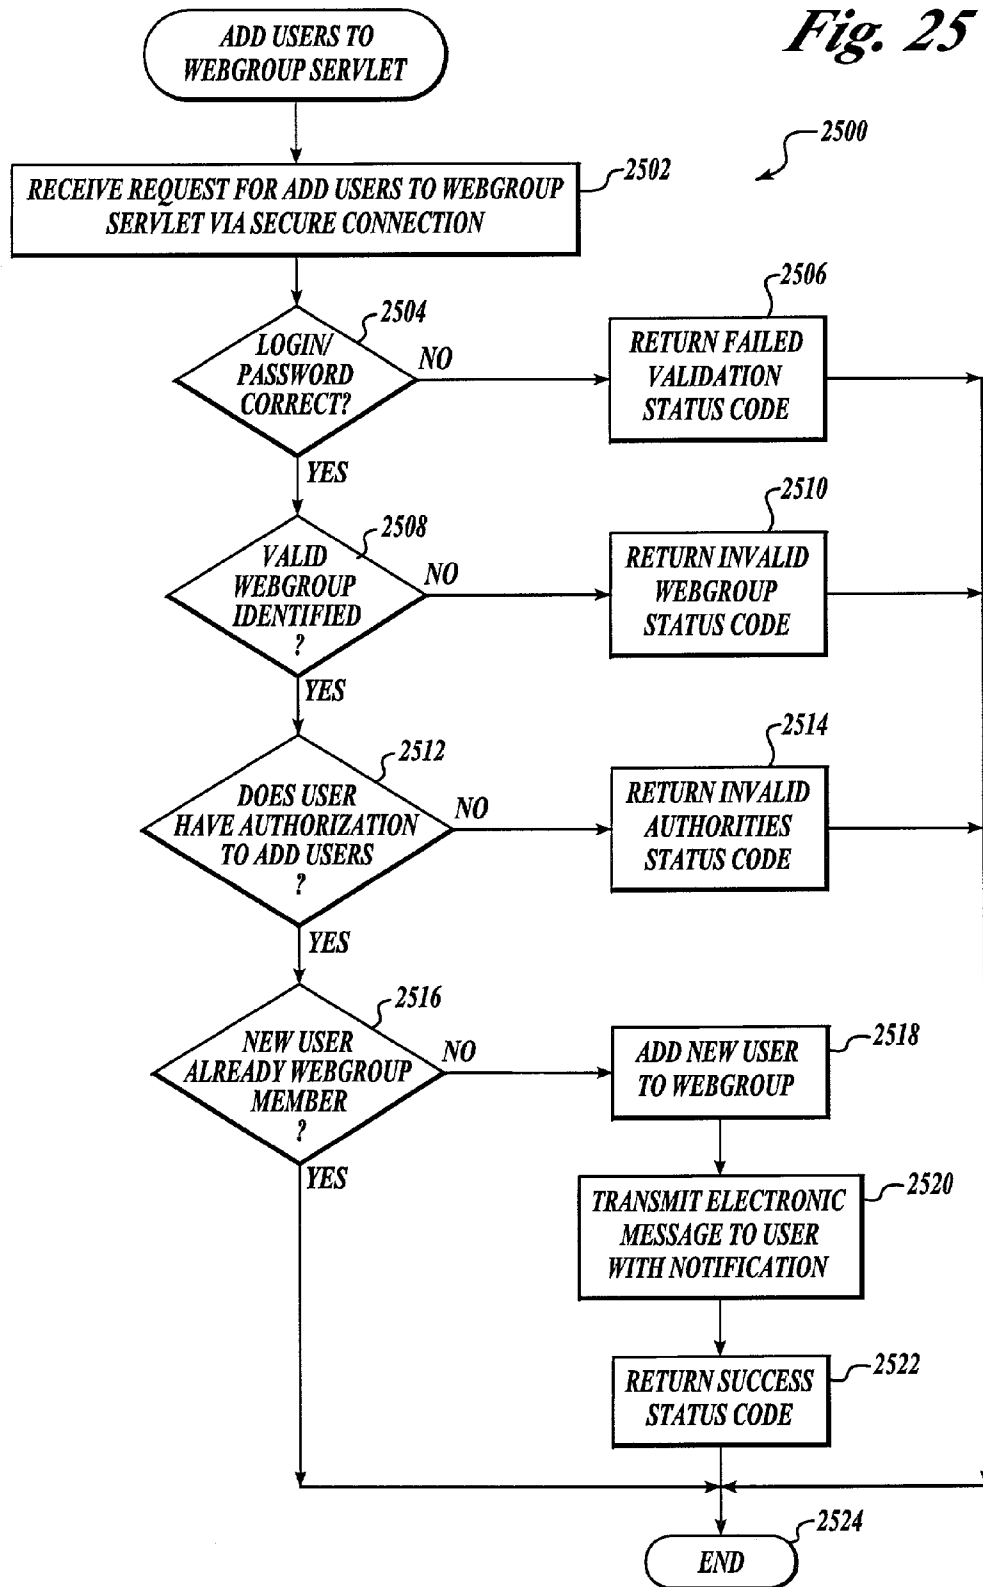 Fig. 25
ADD USERS TO
WEBGROUP SERVLET
2500
2502
RECEIVE REQUEST FOR ADD USERS TO WEBGROUP
SERVLET VIA SECURE CONNECTION
2504
LOGIN/
PASSWORD
CORRECT?
NO
2506
RETURN FAILED
VALIDATION
STATUS CODE
YES
2508
VALID
WEBGROUP
IDENTIFIED
?
NO
2510
RETURN INVALID
WEBGROUP
STATUS CODE
YES
2512
DOES USER
HAVE AUTHORIZATION
TO ADD USERS
?
NO
2514
RETURN INVALID
AUTHORITIES
STATUS CODE
YES
2516
NEW USER
ALREADY WEBGROUP
MEMBER
?
NO
2518
ADD NEW USER
TO WEBGROUP
YES
2520
TRANSMIT ELECTRONIC
MESSAGE TO USER
WITH NOTIFICATION
2522
RETURN SUCCESS
STATUS CODE
2524
END